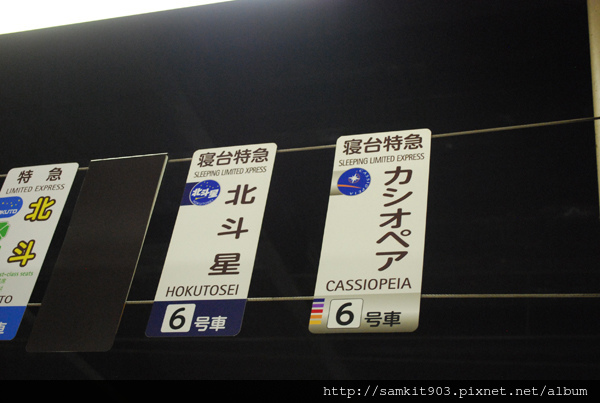 特急
LIMITED EXPRESS
北斗
寝台特急
SLEEPING LIMITED XPRESS
北斗星
北斗星
HOKUTOSEI
6号車
寝台特急
SLEEPING LIMITED EXPRESS
カシオペア
CASSIOPEIA
6号車
http://samkit903.pixnet.net/album